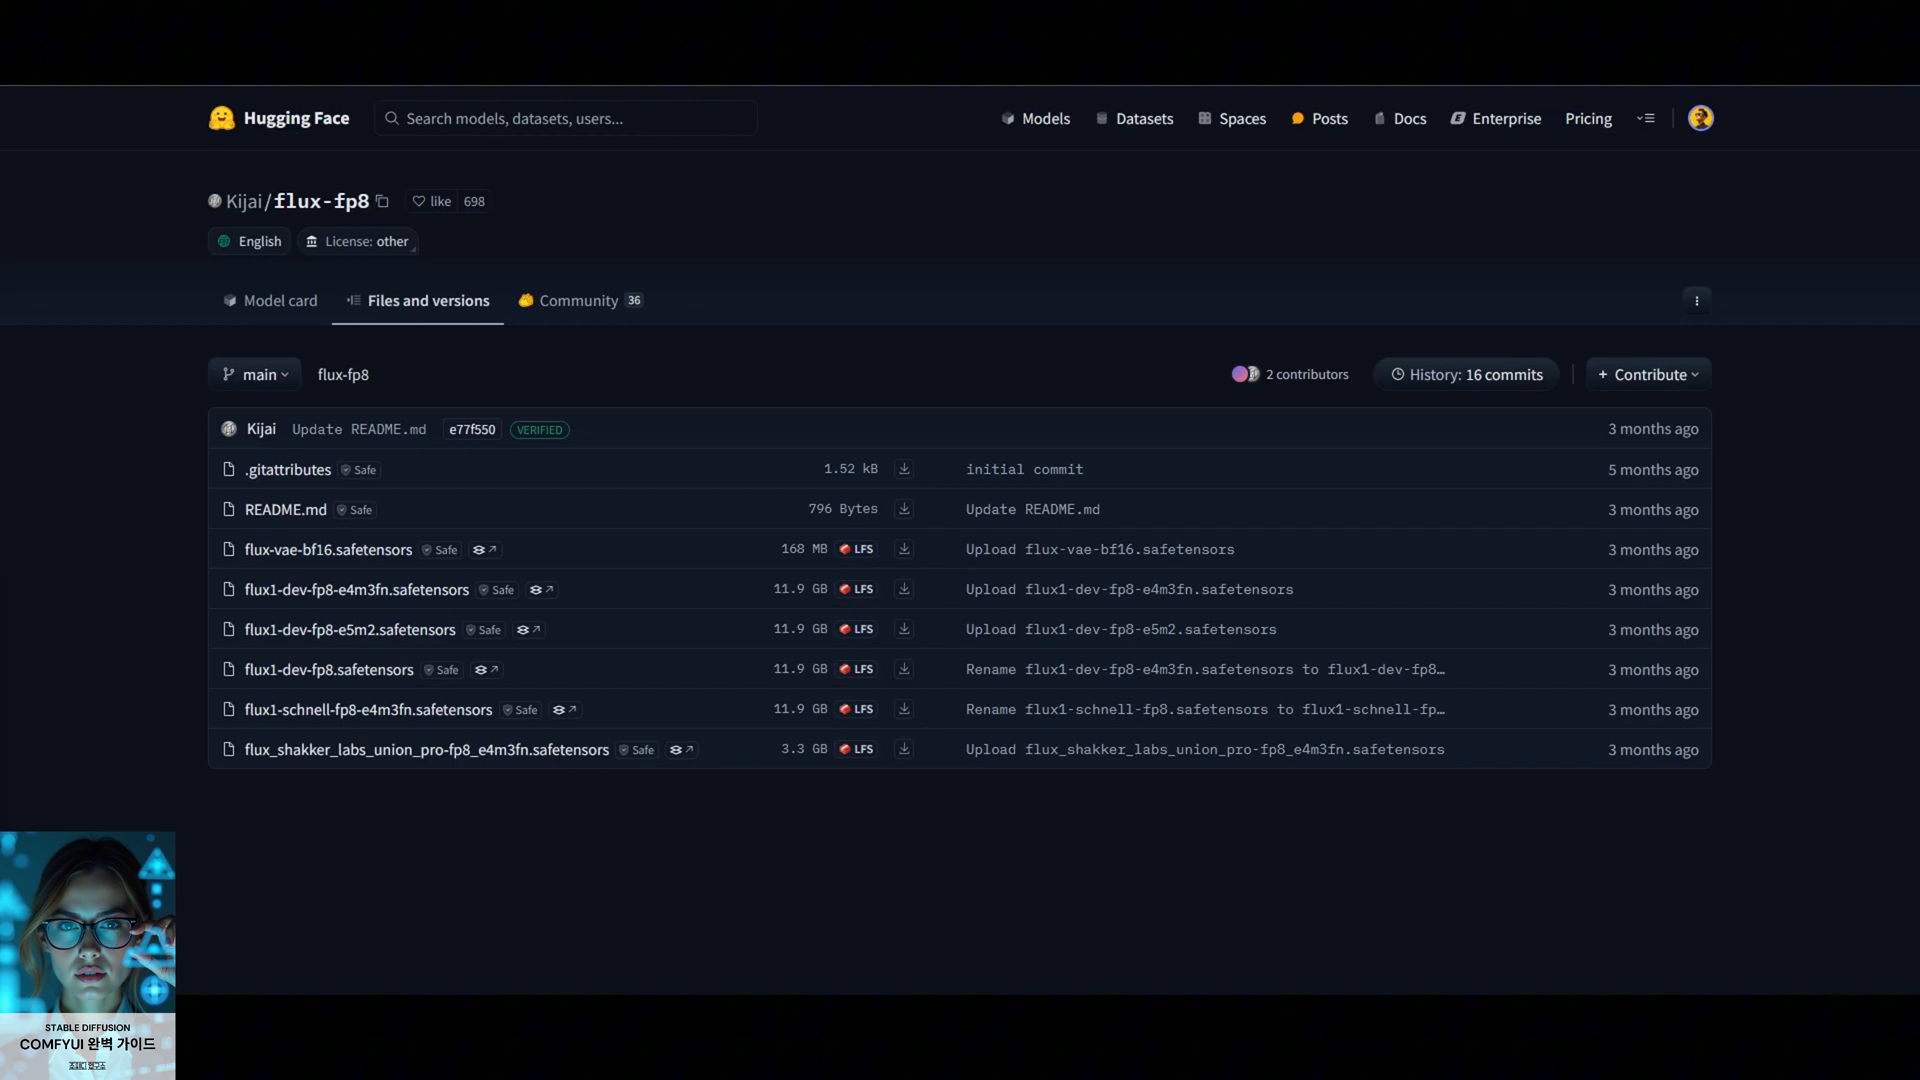 Hugging Face
Search models, datasets, users...
Models
Datasets
Spaces
Posts
Docs
Enterprise
Pricing
Kijai/flux-fp8
like 698
English
License: other
Model card
Files and versions
Community 36
main
flux-fp8
2 contributors
History: 16 commits
+ Contribute
Kijai Update README.md e77f550 VERIFIED 3 months ago
.gitattributes Safe 1.52 kB initial commit 5 months ago
README.md Safe 796 Bytes Update README.md 3 months ago
flux-vae-bf16.safetensors Safe 168 MB LFS Upload flux-vae-bf16.safetensors 3 months ago
flux1-dev-fp8-e4m3fn.safetensors Safe 11.9 GB LFS Upload flux1-dev-fp8-e4m3fn.safetensors 3 months ago
flux1-dev-fp8-e5m2.safetensors Safe 11.9 GB LFS Upload flux1-dev-fp8-e5m2.safetensors 3 months ago
flux1-dev-fp8.safetensors Safe 11.9 GB LFS Rename flux1-dev-fp8-e4m3fn.safetensors to flux1-dev-fp8… 3 months ago
flux1-schnell-fp8-e4m3fn.safetensors Safe 11.9 GB LFS Rename flux1-schnell-fp8.safetensors to flux1-schnell-fp… 3 months ago
flux_shakker_labs_union_pro-fp8_e4m3fn.safetensors Safe 3.3 GB LFS Upload flux_shakker_labs_union_pro-fp8_e4m3fn.safetensors 3 months ago
STABLE DIFFUSION
COMFYUI 완벽 가이드
연구소